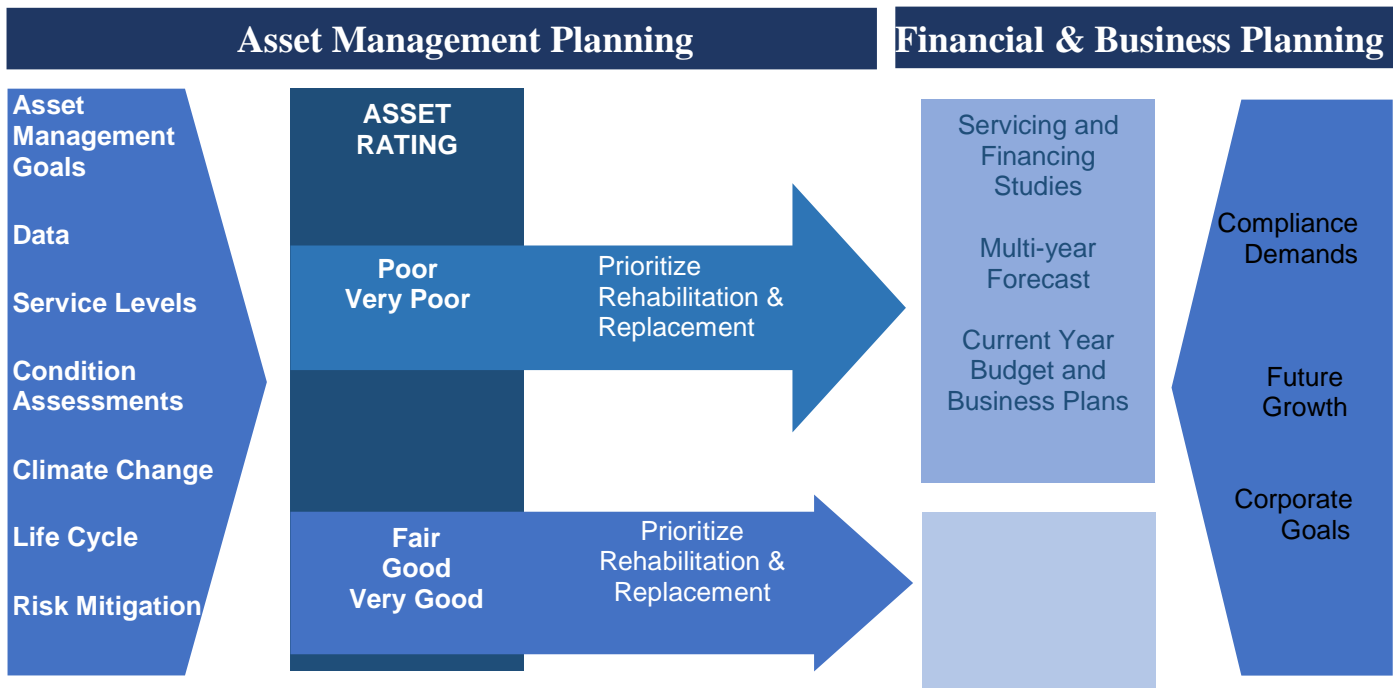 Asset Management Planning
Financial & Business Planning
Asset
Management
Goals
Data
Service Levels
Condition
Assessments
Climate Change
Life Cycle
Risk Mitigation
ASSET
RATING
Poor
Very Poor
Prioritize
Rehabilitation &
Replacement
Fair
Good
Very Good
Prioritize
Rehabilitation &
Replacement
Servicing and
Financing
Studies
Multi-year
Forecast
Current Year
Budget and
Business Plans
Compliance
Demands
Future
Growth
Corporate
Goals